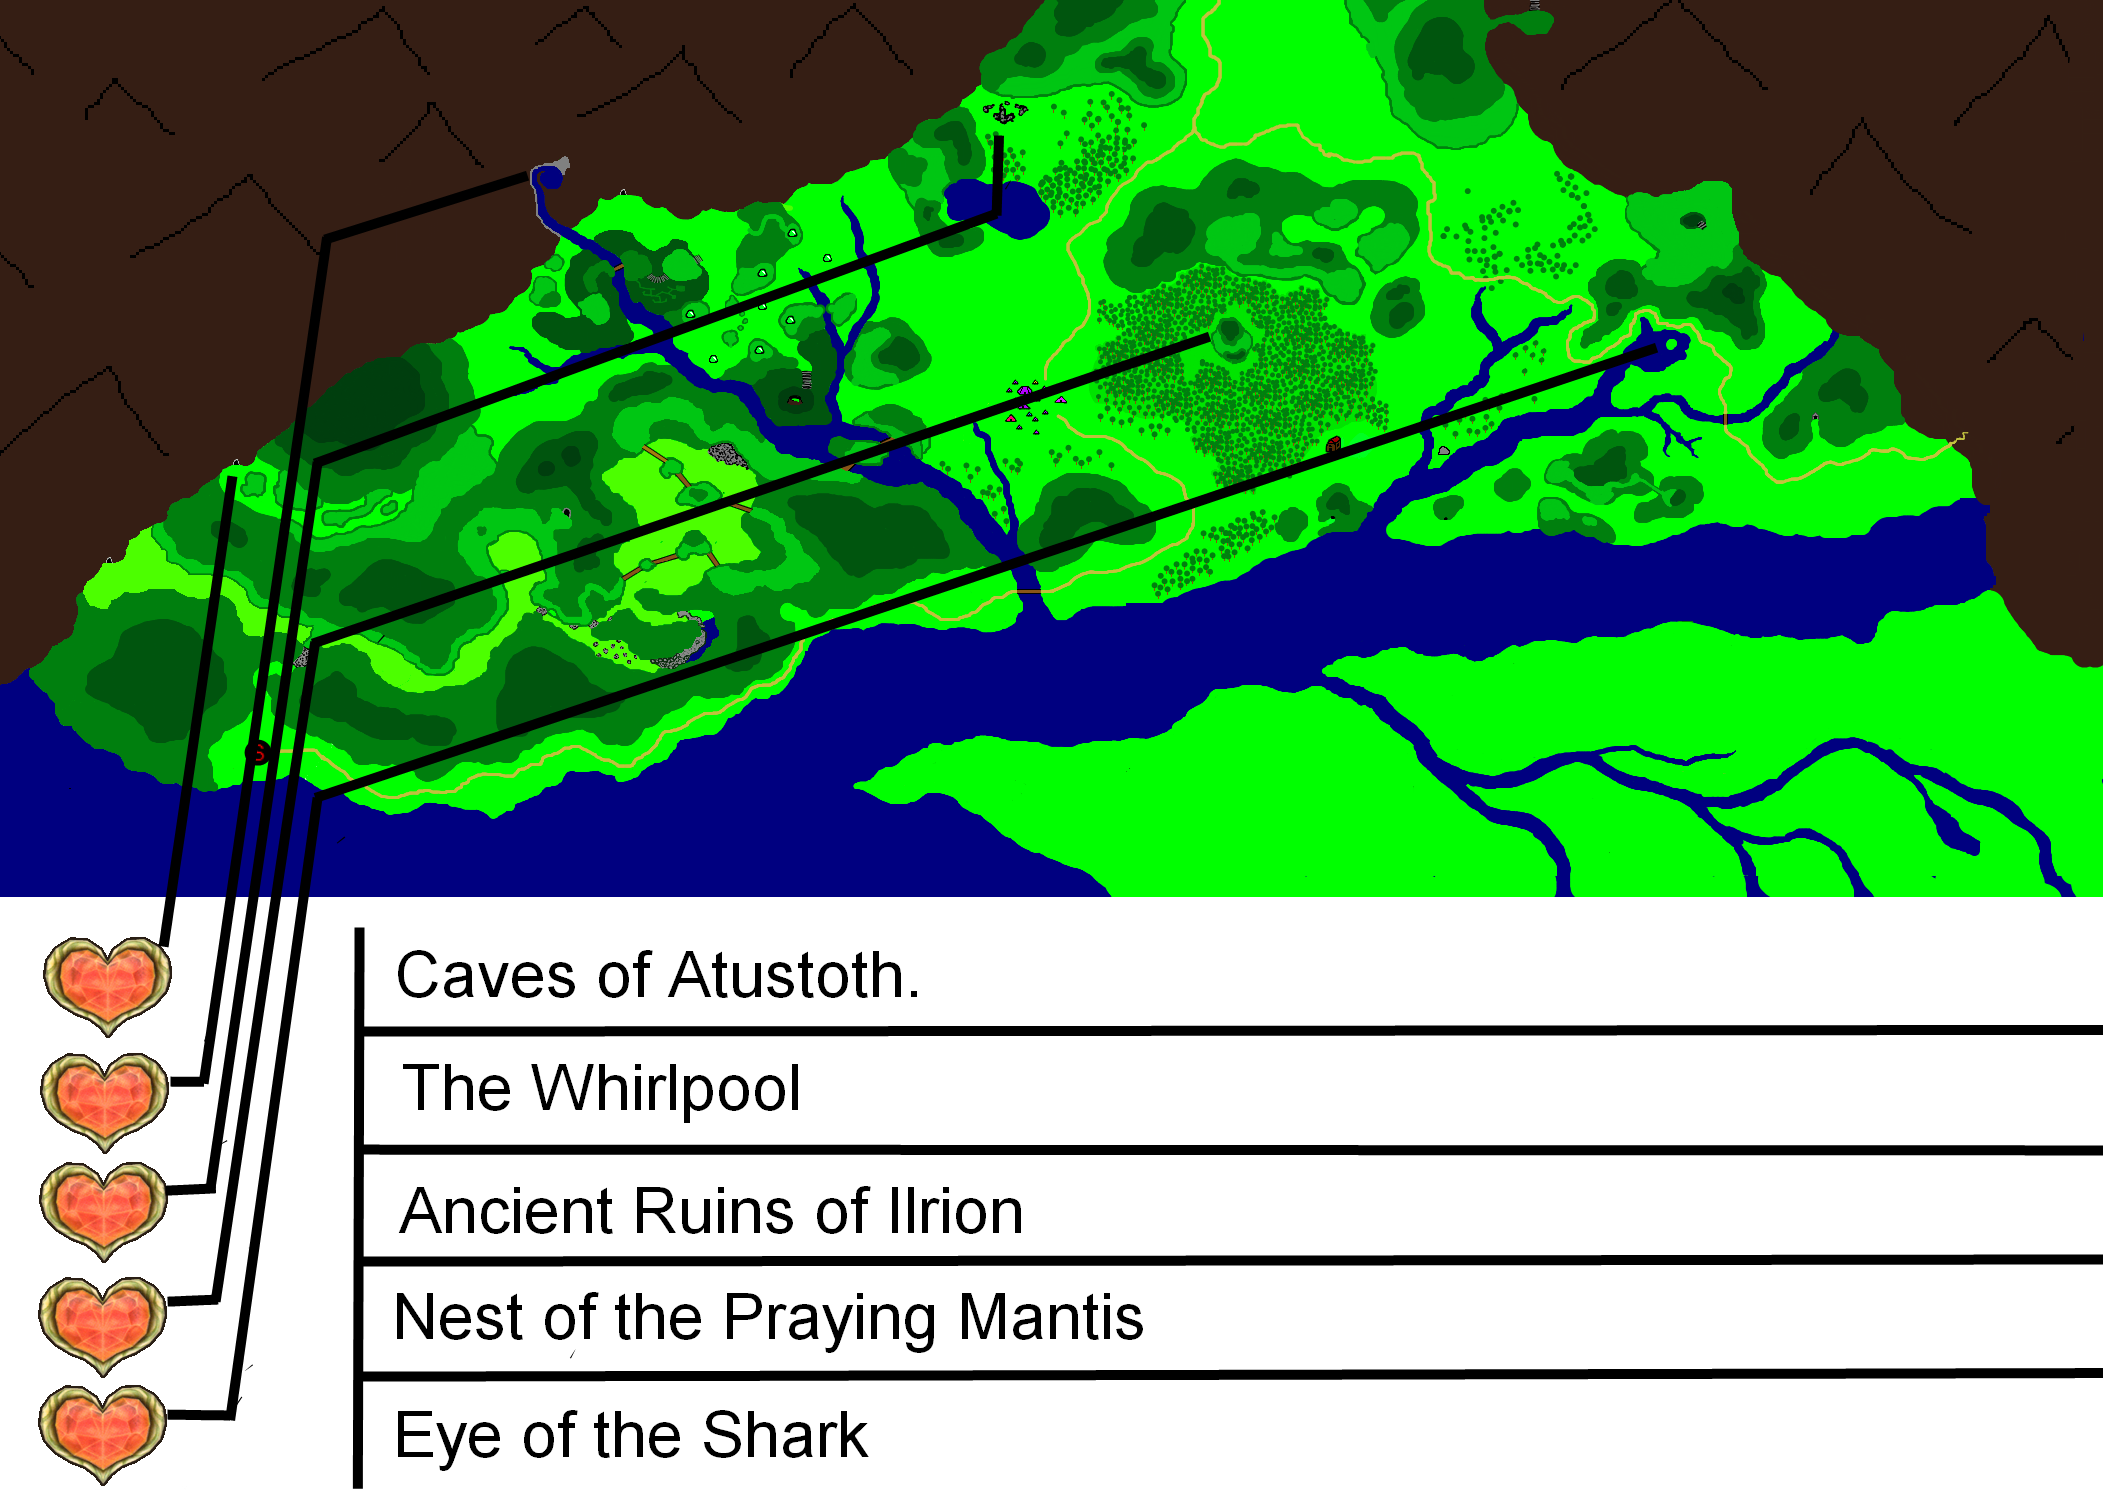 S
Caves of Atustoth.
The Whirlpool
Ancient Ruins of Ilrion
Nest of the Praying Mantis
Eye of the Shark